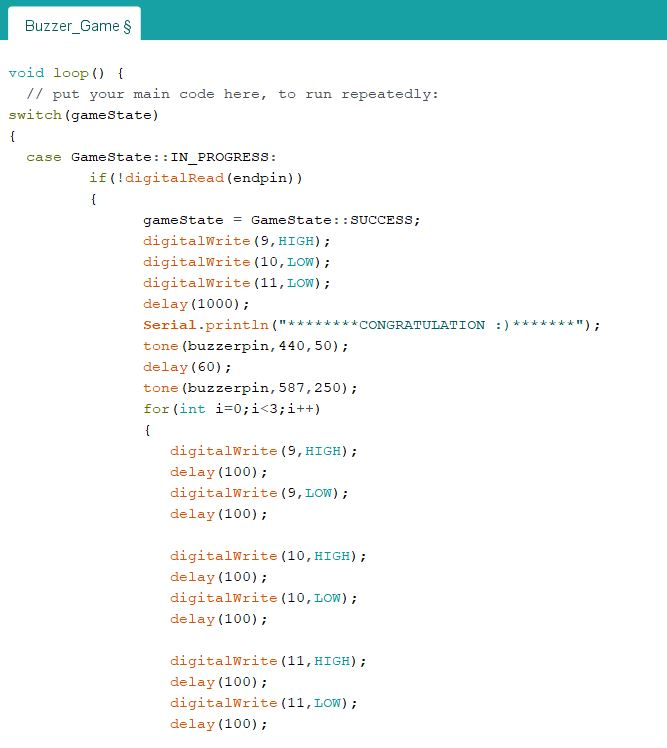 Buzzer_Game §
void loop() {
// put your main code here, to run repeatedly:
switch(gameState)
{
case GameState::IN_PROGRESS:
if(!digitalRead(endpin))
{
gameState = GameState::SUCCESS;
digitalWrite(9,HIGH);
digitalWrite(10,LOW);
digitalWrite(11,LOW);
delay(1000);
Serial.println("********CONGRATULATION :)*******");
tone(buzzerpin,440,50);
delay(60);
tone(buzzerpin,587,250);
for(int i=0;i<3;i++)
{
digitalWrite(9,HIGH);
delay(100);
digitalWrite(9,LOW);
delay(100);
digitalWrite(10,HIGH);
delay(100);
digitalWrite(10,LOW);
delay(100);
digitalWrite(11,HIGH);
delay(100);
digitalWrite(11,LOW);
delay(100);